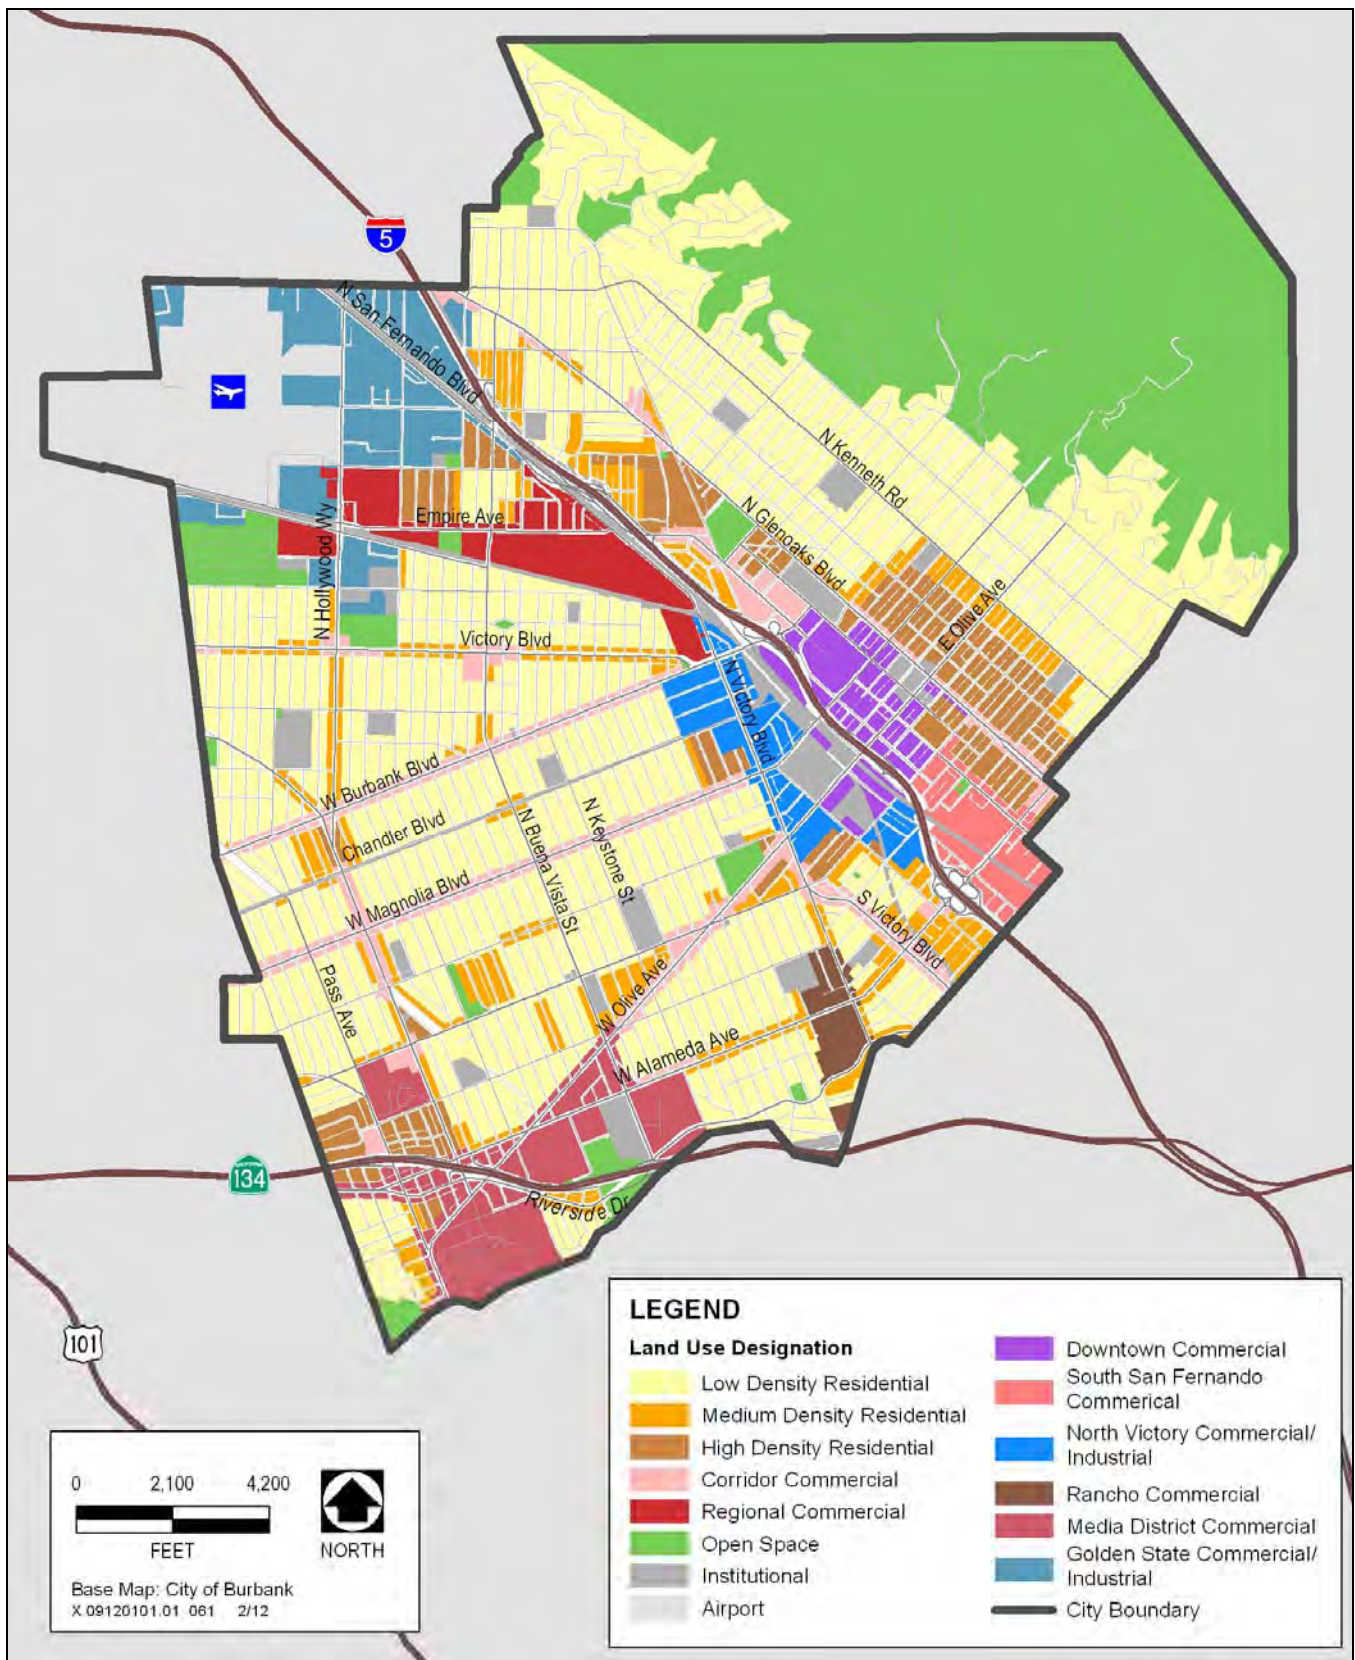 5
N San Fernando Blvd
N Kenneth Rd
N Glenoaks Blvd
Empire Ave
N Hollywood Wy
E Olive Ave
Victory Blvd
N Victory Blvd
W Burbank Blvd
Chandler Blvd
N Keystone St
N Buena Vista St
W Magnolia Blvd
S Victory Blvd
Pass Ave
W Olive Ave
W Alameda Ave
134
Riverside Dr
101
LEGEND
Land Use Designation
Low Density Residential
Medium Density Residential
High Density Residential
Corridor Commercial
Regional Commercial
Open Space
Institutional
Airport
Downtown Commercial
South San Fernando
Commerical
North Victory Commercial/
Industrial
Rancho Commercial
Media District Commercial
Golden State Commercial/
Industrial
City Boundary
0 2,100 4,200
FEET
NORTH
Base Map: City of Burbank
X 09120101.01 061 2/12